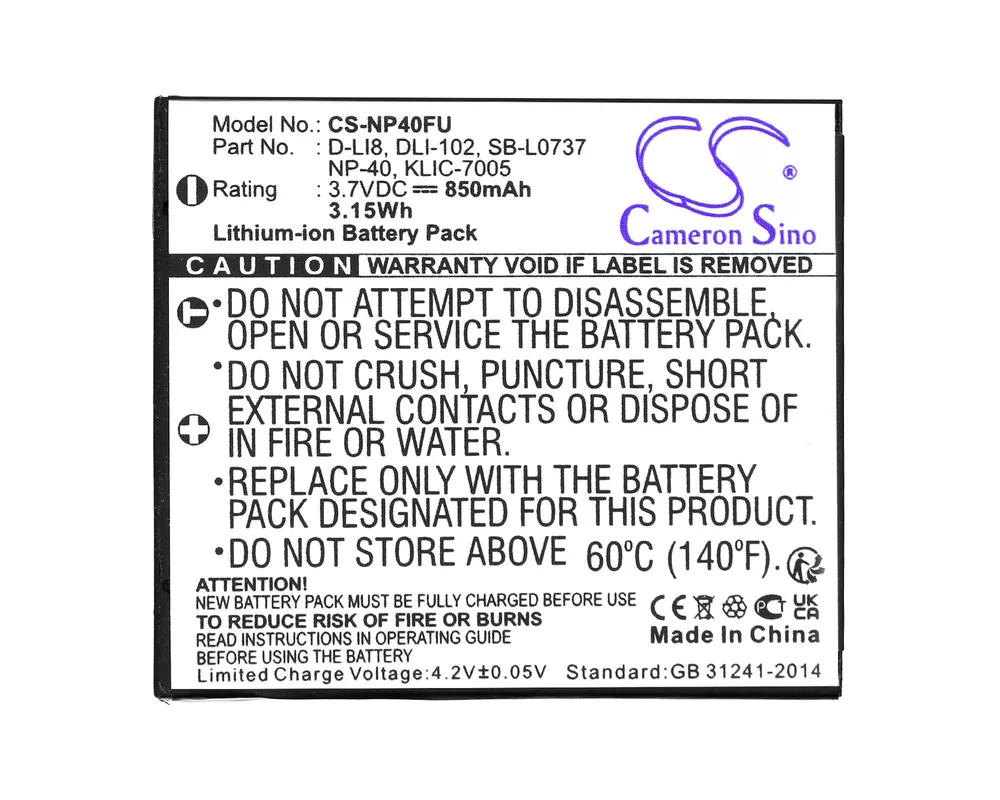 Model No.: CS-NP40FU
Part No. : D-LI8, DLI-102, SB-L0737
NP-40, KLIC-7005
Rating : 3.7VDC ⎓ 850mAh
3.15Wh
Lithium-ion Battery Pack
CS
®
Cameron Sino
CAUTION WARRANTY VOID IF LABEL IS REMOVED
•DO NOT ATTEMPT TO DISASSEMBLE,
OPEN OR SERVICE THE BATTERY PACK.
•DO NOT CRUSH, PUNCTURE, SHORT
EXTERNAL CONTACTS OR DISPOSE OF
IN FIRE OR WATER.
•REPLACE ONLY WITH THE BATTERY
PACK DESIGNATED FOR THIS PRODUCT.
•DO NOT STORE ABOVE 60°C (140°F).
ATTENTION!
NEW BATTERY PACK MUST BE FULLY CHARGED BEFORE USE
TO REDUCE RISK OF FIRE OR BURNS
READ INSTRUCTIONS IN OPERATING GUIDE
BEFORE USING THE BATTERY
CE PCT UKCA
Made In China
Limited Charge Voltage:4.2V±0.05V Standard:GB 31241-2014